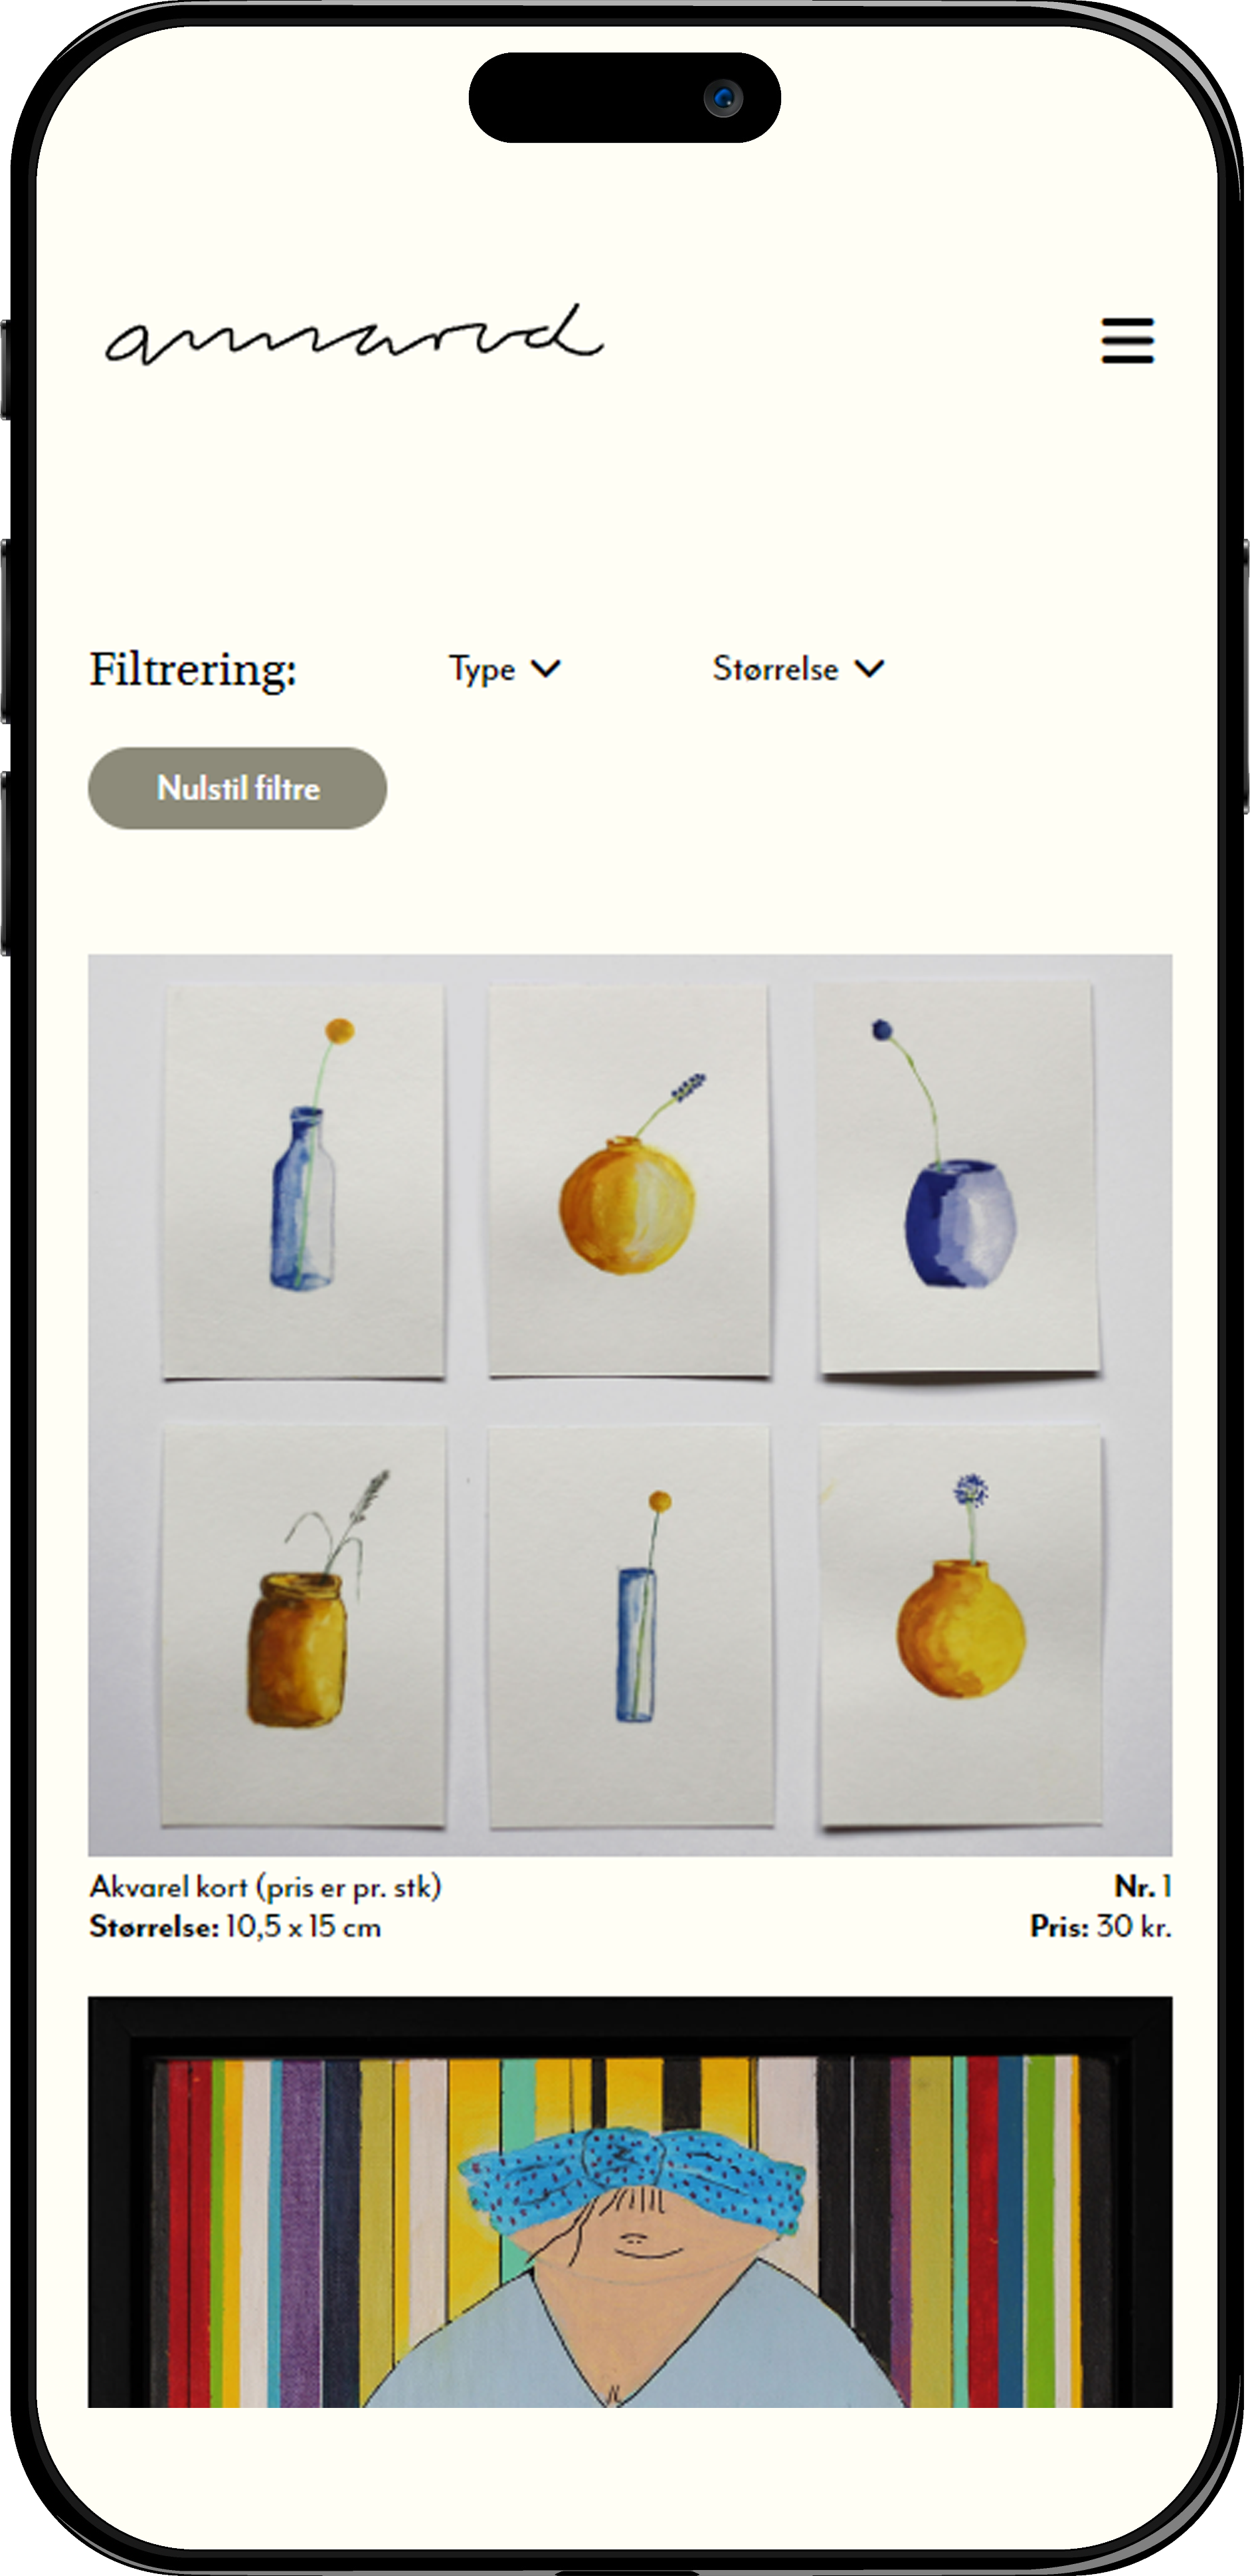 annarud
Filtrering: Type Størrelse
Nulstil filtre
Akvarel kort (pris er pr. stk) Nr. 1
Størrelse: 10,5 x 15 cm Pris: 30 kr.